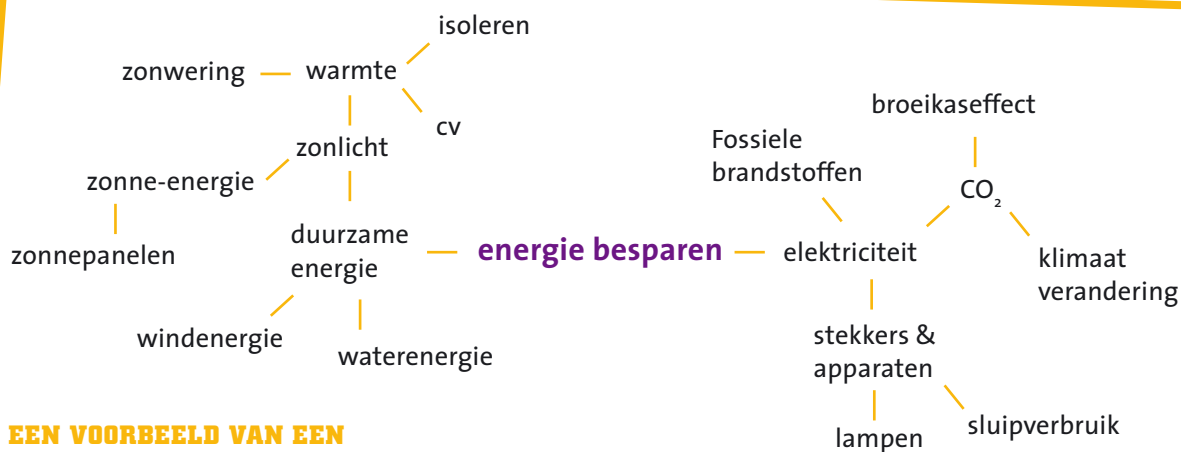 isoleren
zonwering
warmte
cv
zonlicht
zonne-energie
zonnepanelen
duurzame
energie
windenergie
waterenergie
energie besparen
Fossiele
brandstoffen
broeikaseffect
CO₂
elektriciteit
klimaat
verandering
stekkers &
apparaten
lampen
sluipverbruik
EEN VOORBEELD VAN EEN